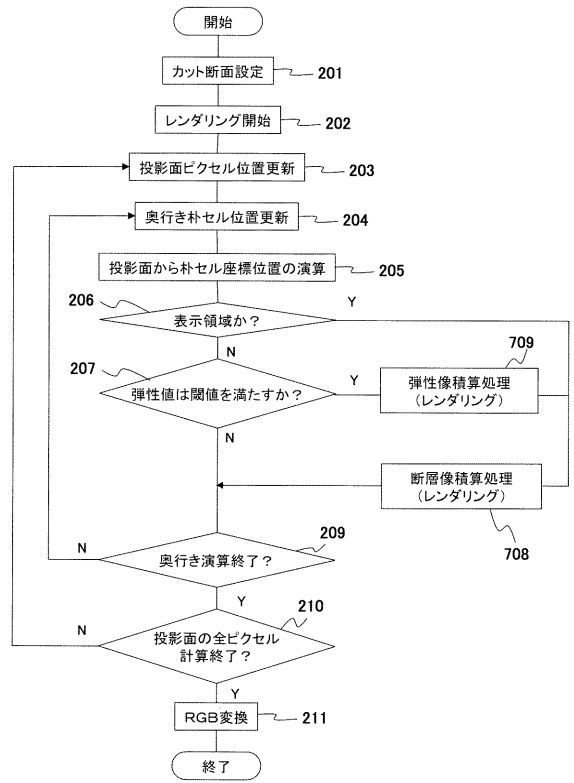 開始
カット断面設定
201
レンダリング開始
202
投影面ピクセル位置更新
203
奥行き朴セル位置更新
204
投影面から朴セル座標位置の演算
205
206
表示領域か？
Y
N
207
弾性値は閾値を満たすか？
Y
709
弾性像積算処理
（レンダリング）
N
断層像積算処理
（レンダリング）
708
209
N
奥行き演算終了？
Y
210
N
投影面の全ピクセル
計算終了？
Y
RGB変換
211
終了